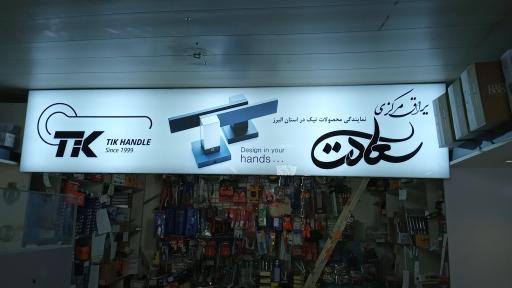 TiK
TIK HANDLE
Since 1999
Design in your
hands...
نمایندگی محصولات تیک در استان البرز
یراق مرکزی
سعادت